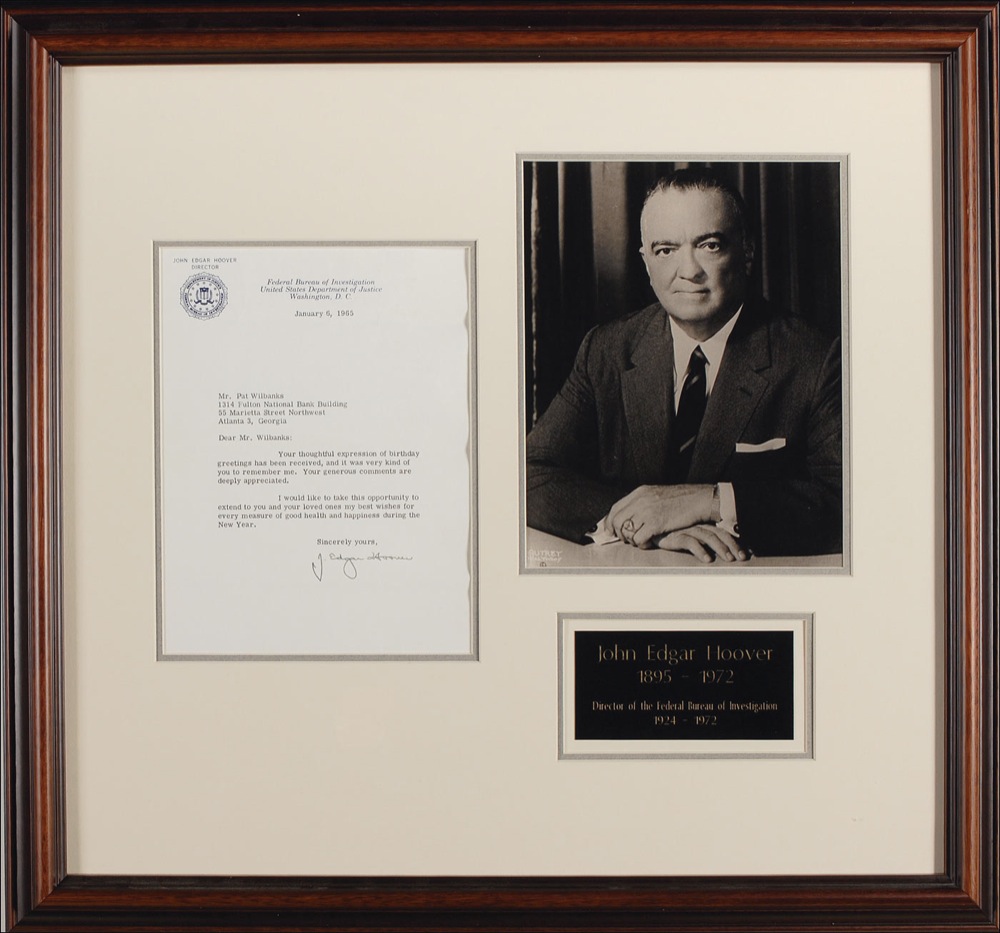 JOHN EDGAR HOOVER
DIRECTOR
Federal Bureau of Investigation
United States Department of Justice
Washington, D. C.
January 6, 1965
Mr. Pat Wilbanks
1314 Fulton National Bank Building
55 Marietta Street Northwest
Atlanta 3, Georgia
Dear Mr. Wilbanks:
Your thoughtful expression of birthday
greetings has been received, and it was very kind of
you to remember me. Your generous comments are
deeply appreciated.
I would like to take this opportunity to
extend to you and your loved ones my best wishes for
every measure of good health and happiness during the
New Year.
Sincerely yours,
J. Edgar Hoover
John Edgar Hoover
1895 - 1972
Director of the Federal Bureau of Investigation
1924 - 1972